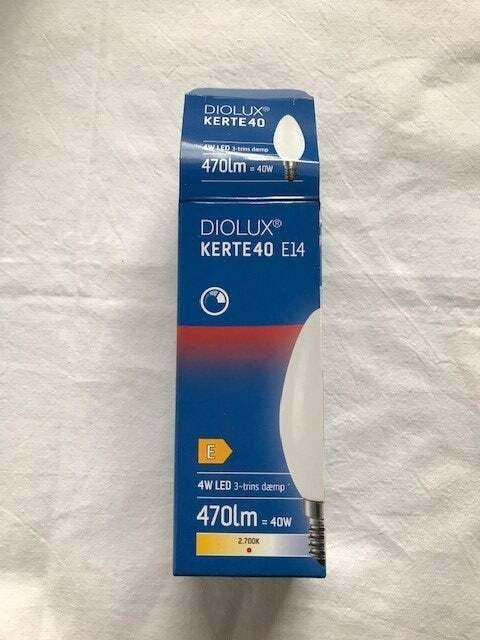 DIOLUX®
KERTE40
4W LED 3-trins dæmp
470lm = 40W
DIOLUX®
KERTE40 E14
E
4W LED 3-trins dæmp
470lm = 40W
2.700K